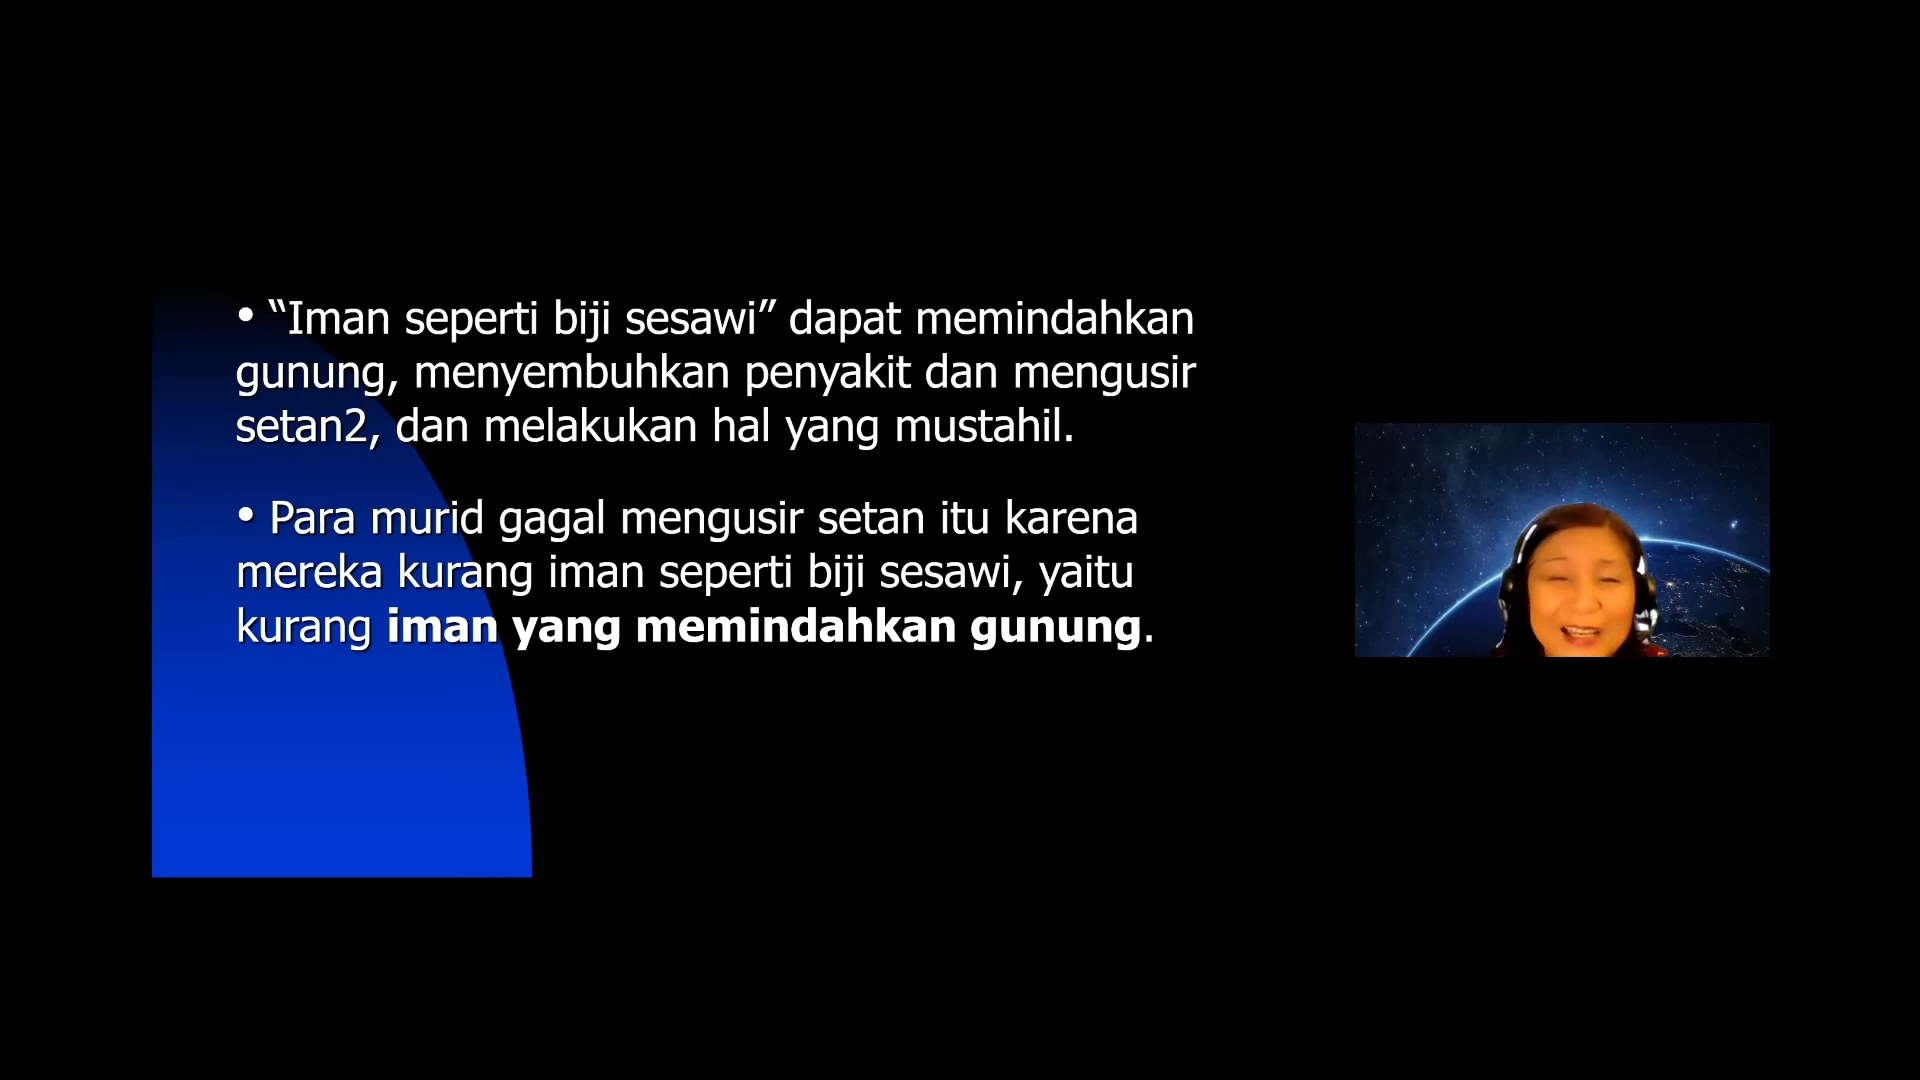 • “Iman seperti biji sesawi” dapat memindahkan
gunung, menyembuhkan penyakit dan mengusir
setan2, dan melakukan hal yang mustahil.
• Para murid gagal mengusir setan itu karena
mereka kurang iman seperti biji sesawi, yaitu
kurang iman yang memindahkan gunung.